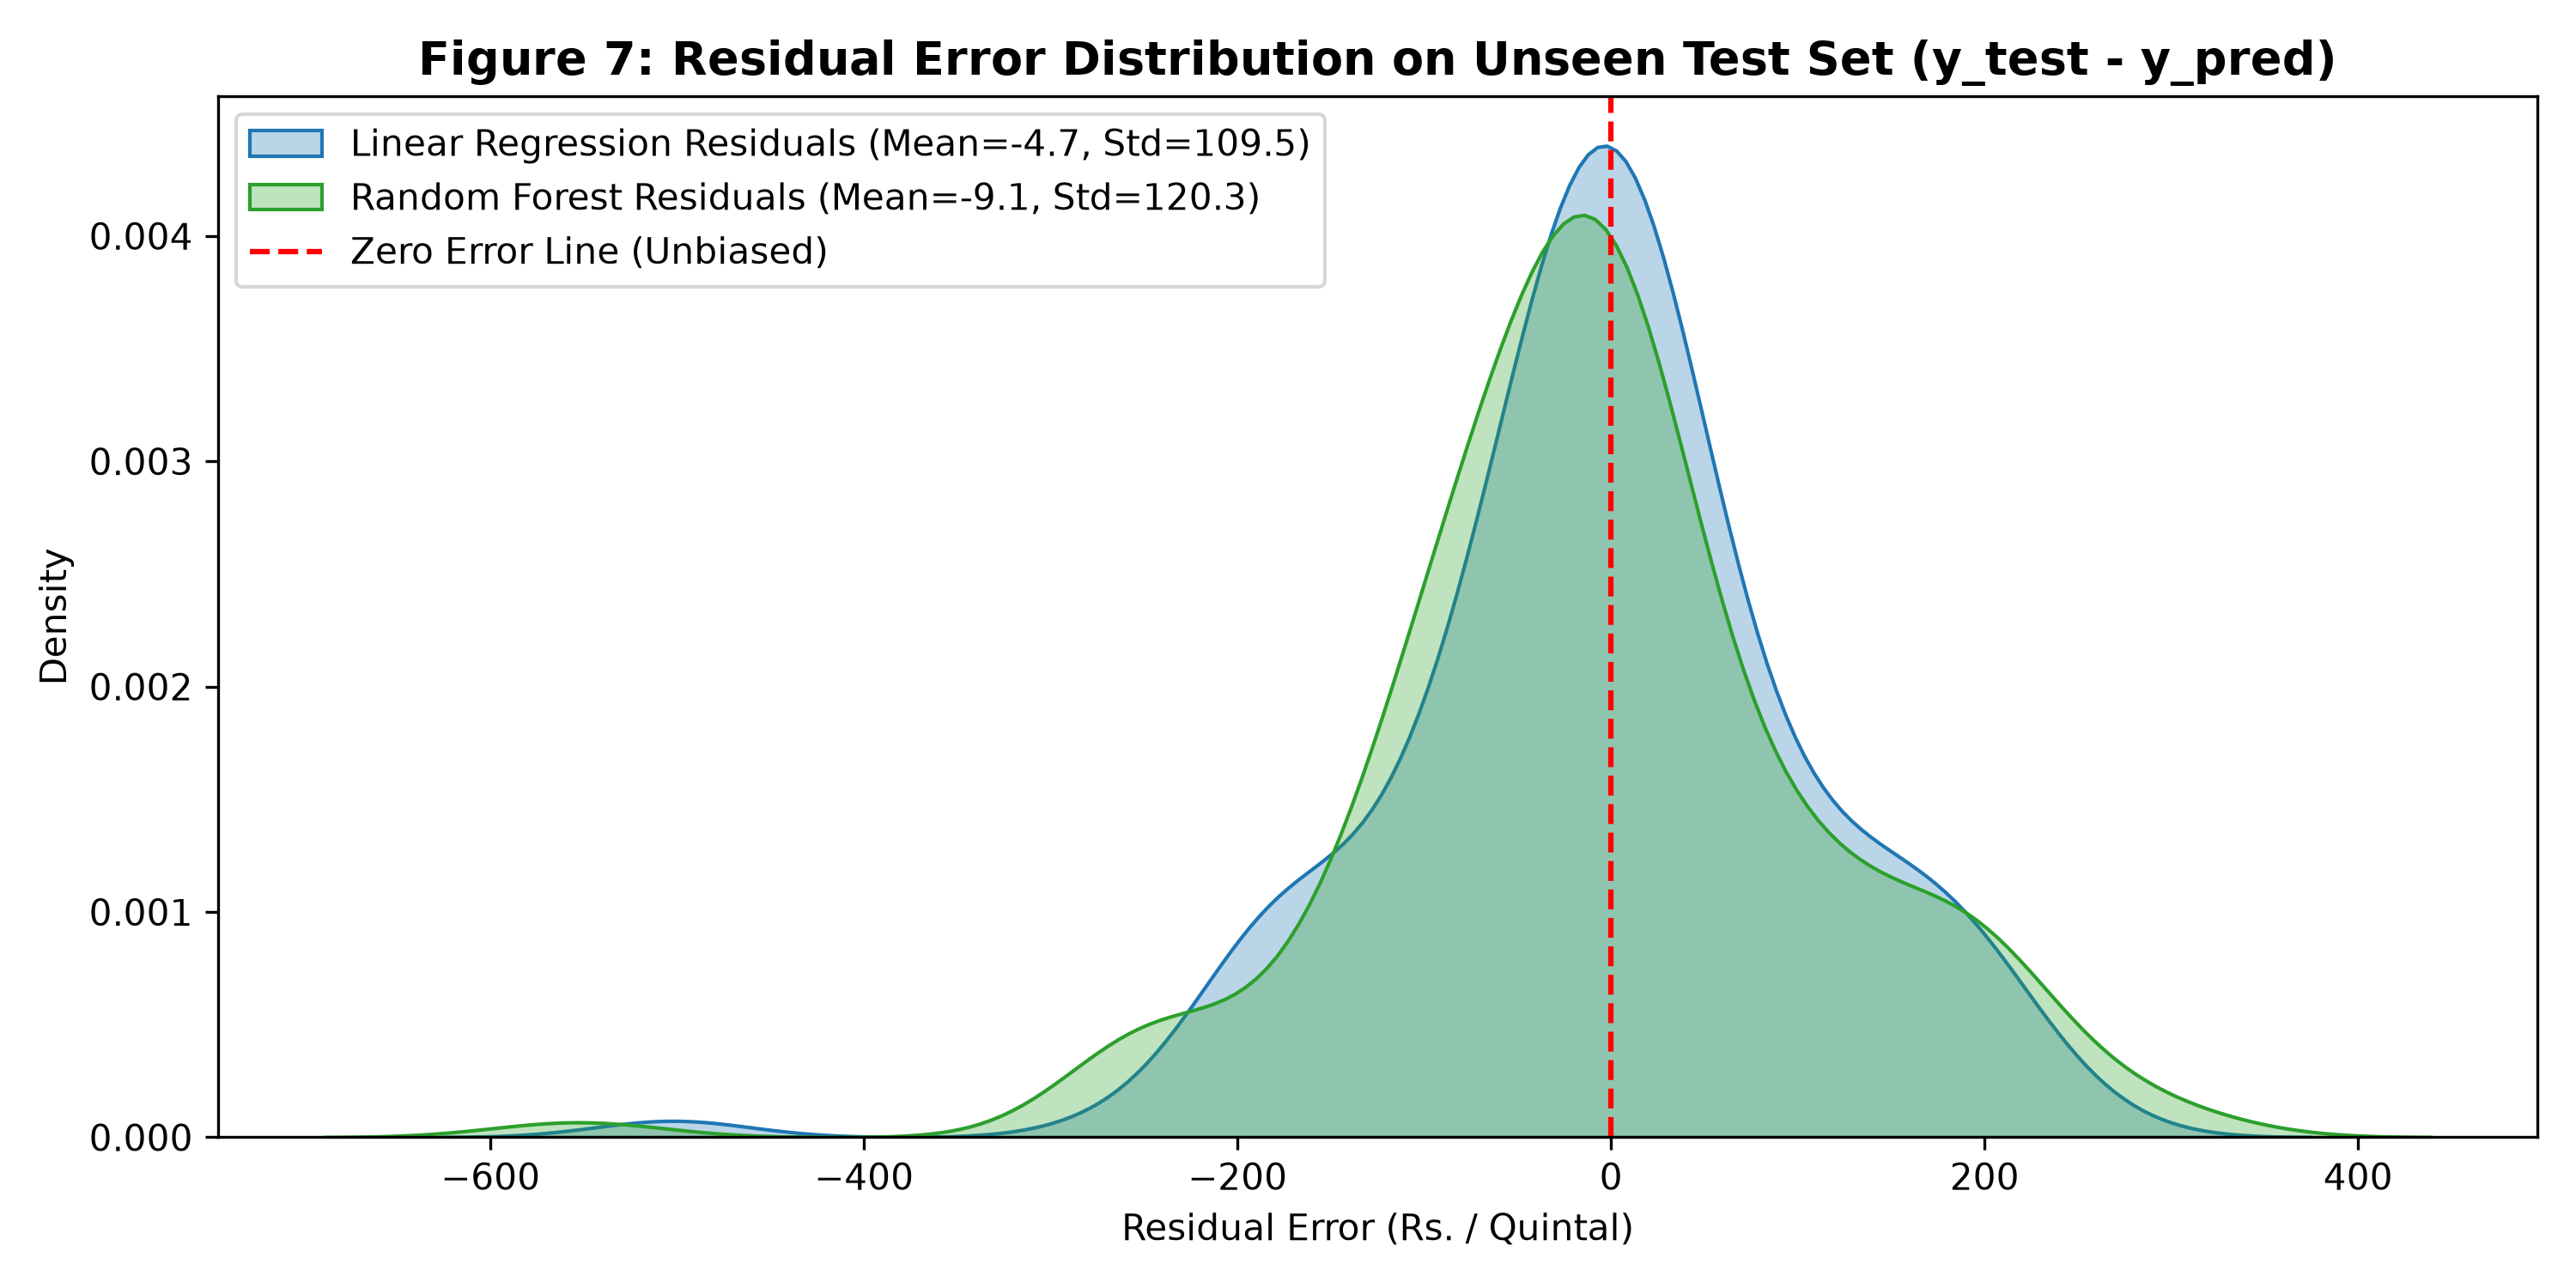 Figure 7: Residual Error Distribution on Unseen Test Set (y_test - y_pred)
Linear Regression Residuals (Mean=-4.7, Std=109.5)
Random Forest Residuals (Mean=-9.1, Std=120.3)
Zero Error Line (Unbiased)
Density
0.004
0.003
0.002
0.001
0.000
−600 −400 −200 0 200 400
Residual Error (Rs. / Quintal)